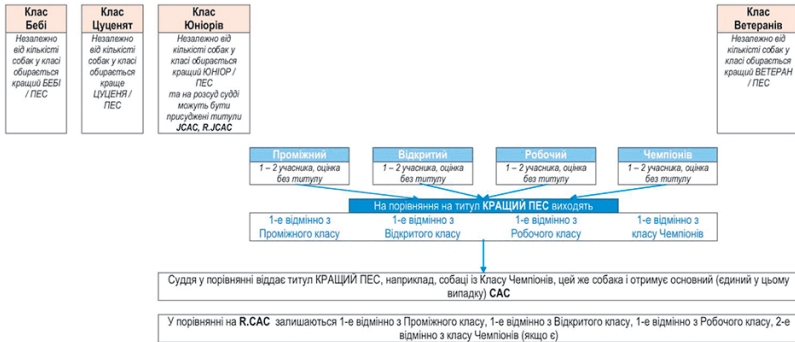 Клас
Бебі
Незалежно
від кількості
собак у класі
обирається
кращий БЕБІ
/ ПЕС
Клас
Цуценят
Незалежно
від кількості
собак у класі
обирається
краще
ЦУЦЕНЯ /
ПЕС
Клас
Юніорів
Незалежно від
кількості собак у
класі обирається
кращий ЮНІОР /
ПЕС
та на розсуд судді
можуть бути
присуджені титули
JCAC, R.JCAC
Клас
Ветеранів
Незалежно від
кількості собак у
класі обирається
кращий ВЕТЕРАН
/ ПЕС
Проміжний
1 – 2 учасника, оцінка
без титулу
Відкритий
1 – 2 учасника, оцінка
без титулу
Робочий
1 – 2 учасника, оцінка
без титулу
Чемпіонів
1 – 2 учасника, оцінка
без титулу
На порівняння на титул КРАЩИЙ ПЕС виходять
1-е відмінно з
Проміжного класу
1-е відмінно з
Відкритого класу
1-е відмінно з
Робочого класу
1-е відмінно з
класу Чемпіонів
Суддя у порівнянні віддає титул КРАЩИЙ ПЕС, наприклад, собаці із Класу Чемпіонів, цей же собака і отримує основний (єдиний у цьому
випадку) САС
У порівнянні на R.CAC залишаються 1-е відмінно з Проміжного класу, 1-е відмінно з Відкритого класу, 1-е відмінно з Робочого класу, 2-е
відмінно з класу Чемпіонів (якщо є)